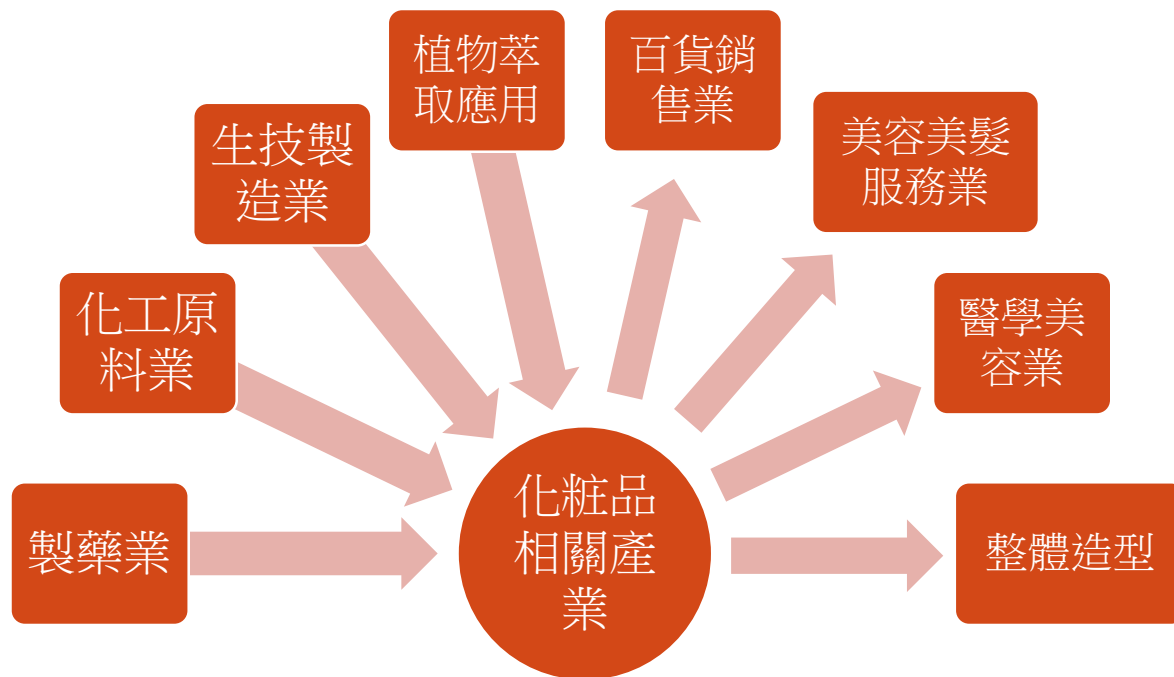 植物萃
取應用
百貨銷
售業
生技製
造業
美容美髮
服務業
化工原
料業
醫學美
容業
製藥業
化粧品
相關產
業
整體造型